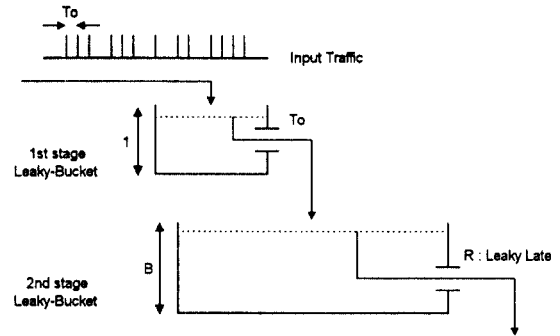 To
Input Traffic
To
1
1st stage
Leaky-Bucket
R : Leaky Late
B
2nd stage
Leaky-Bucket